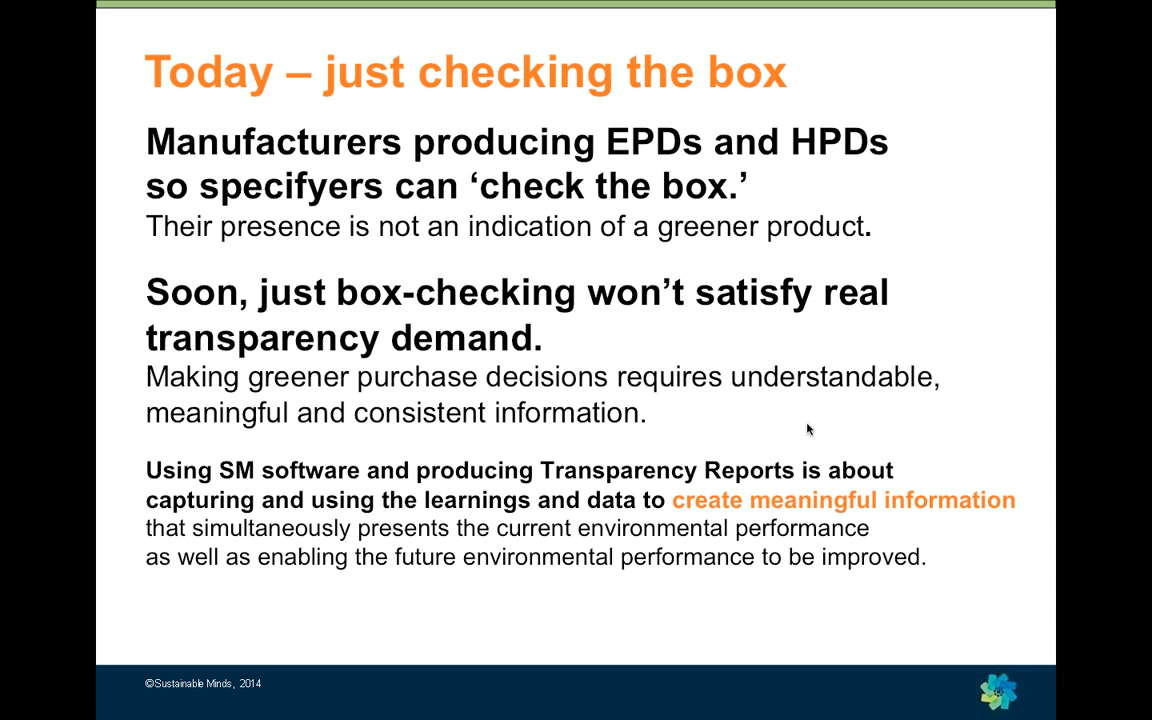 Today – just checking the box
Manufacturers producing EPDs and HPDs
so specifyers can ‘check the box.’
Their presence is not an indication of a greener product.
Soon, just box-checking won’t satisfy real
transparency demand.
Making greener purchase decisions requires understandable,
meaningful and consistent information.
Using SM software and producing Transparency Reports is about
capturing and using the learnings and data to create meaningful information
that simultaneously presents the current environmental performance
as well as enabling the future environmental performance to be improved.
©Sustainable Minds, 2014